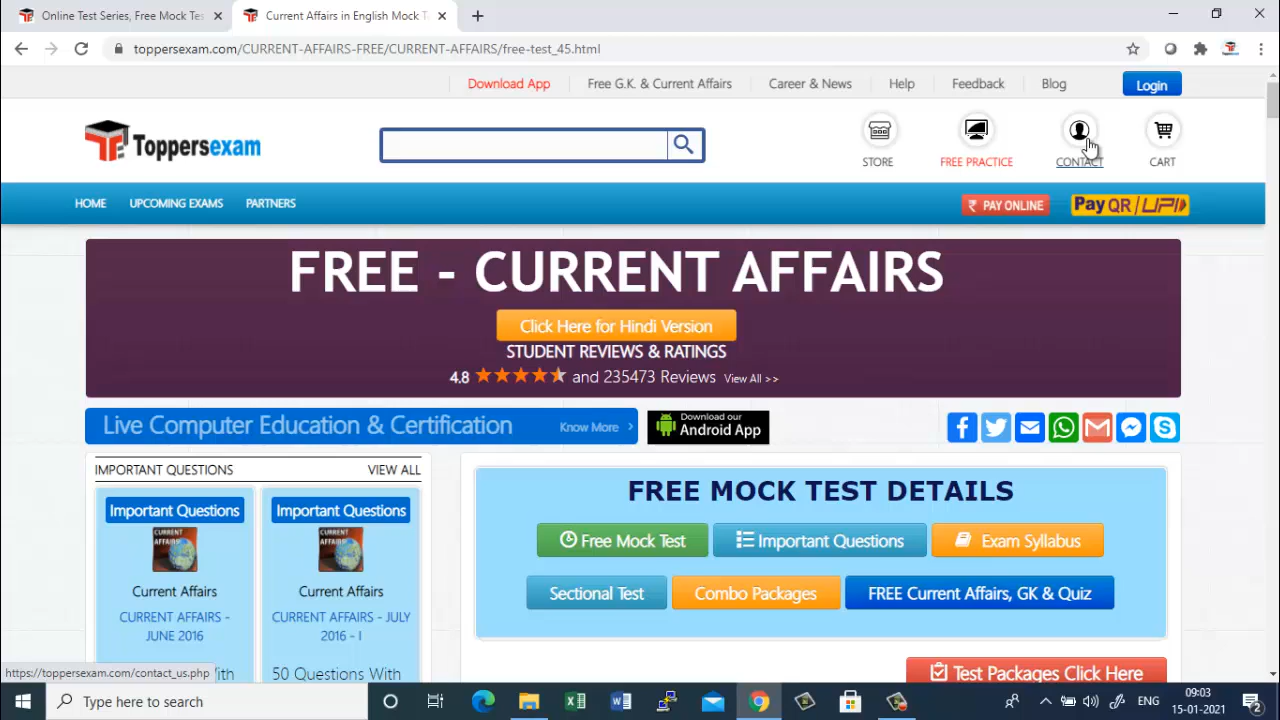 Online Test Series, Free Mock Tes
Current Affairs in English Mock T
toppersexam.com/CURRENT-AFFAIRS-FREE/CURRENT-AFFAIRS/free-test_45.html
Download App
Free G.K. & Current Affairs
Career & News
Help
Feedback
Blog
Login
Toppersexam
STORE
FREE PRACTICE
CONTACT
CART
HOME
UPCOMING EXAMS
PARTNERS
₹ PAY ONLINE
Pay QR/UPI
FREE - CURRENT AFFAIRS
Click Here for Hindi Version
STUDENT REVIEWS & RATINGS
4.8 and 235473 Reviews View All >>
Live Computer Education & Certification
Know More
Download our
Android App
IMPORTANT QUESTIONS
VIEW ALL
FREE MOCK TEST DETAILS
Important Questions
Important Questions
CURRENT AFFAIRS
CURRENT AFFAIRS
Free Mock Test
Important Questions
Exam Syllabus
Current Affairs
Current Affairs
Sectional Test
Combo Packages
FREE Current Affairs, GK & Quiz
CURRENT AFFAIRS -
JUNE 2016
CURRENT AFFAIRS - JULY
2016 - I
With
50 Questions With
Test Packages Click Here
https://toppersexam.com/contact_us.php
Type here to search
ENG
09:03
15-01-2021
2